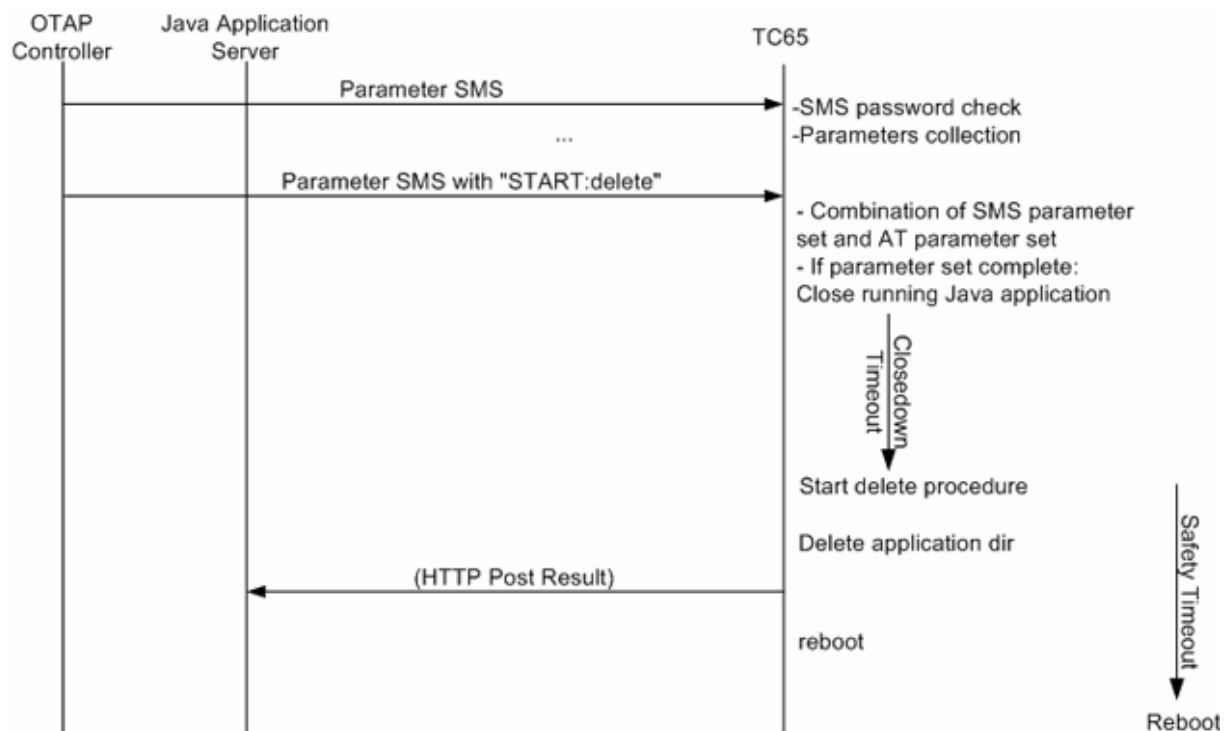 OTAP
Controller
Java Application
Server
TC65
Parameter SMS
-SMS password check
...
-Parameters collection
Parameter SMS with "START:delete"
- Combination of SMS parameter
set and AT parameter set
- If parameter set complete:
Close running Java application
Closedown
Timeout
Start delete procedure
Safety Timeout
Delete application dir
(HTTP Post Result)
reboot
Reboot